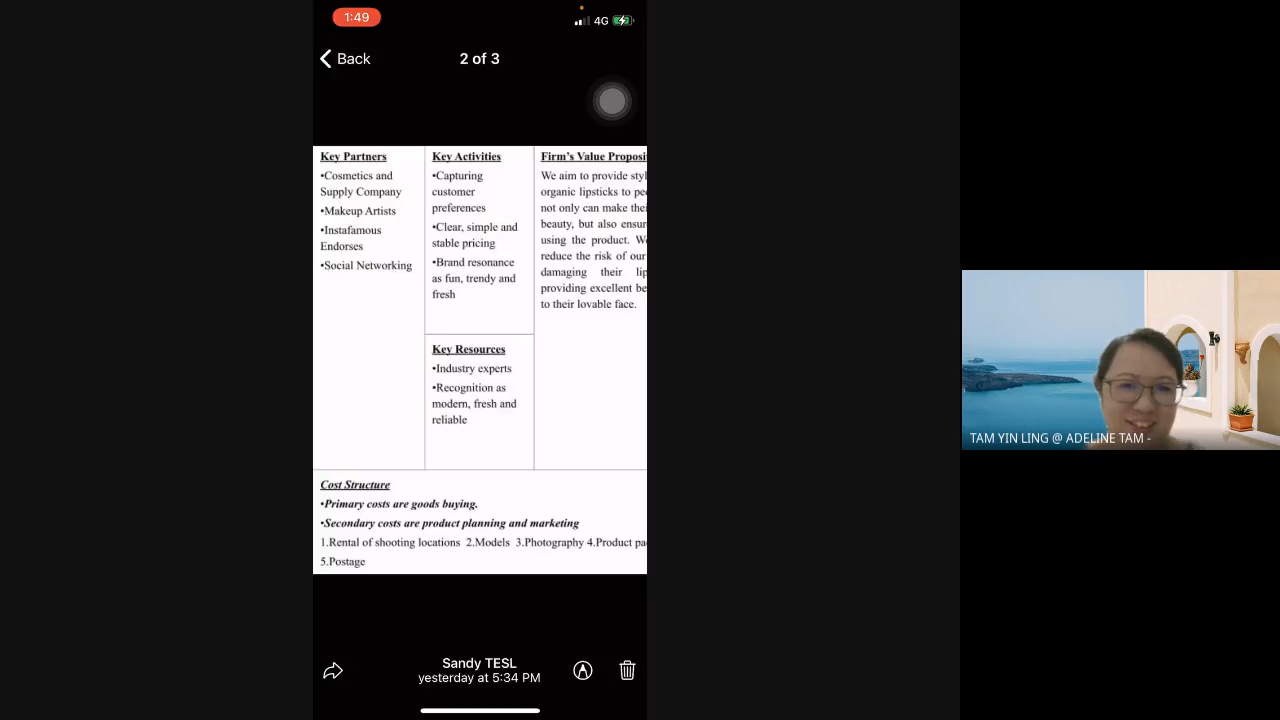 1:49
4G
Back
2 of 3
Key Partners
•Cosmetics and
Supply Company
•Makeup Artists
•Instafamous
Endorses
•Social Networking
Key Activities
•Capturing
customer
preferences
•Clear, simple and
stable pricing
•Brand resonance
as fun, trendy and
fresh
Key Resources
•Industry experts
•Recognition as
modern, fresh and
reliable
Firm's Value Proposi
We aim to provide styl
organic lipsticks to pe
not only can make thei
beauty, but also ensur
using the product. W
reduce the risk of our
damaging their lip
providing excellent be
to their lovable face.
Cost Structure
•Primary costs are goods buying.
•Secondary costs are product planning and marketing
1.Rental of shooting locations 2.Models 3.Photography 4.Product pa
5.Postage
Sandy TESL
yesterday at 5:34 PM
TAM YIN LING @ ADELINE TAM -